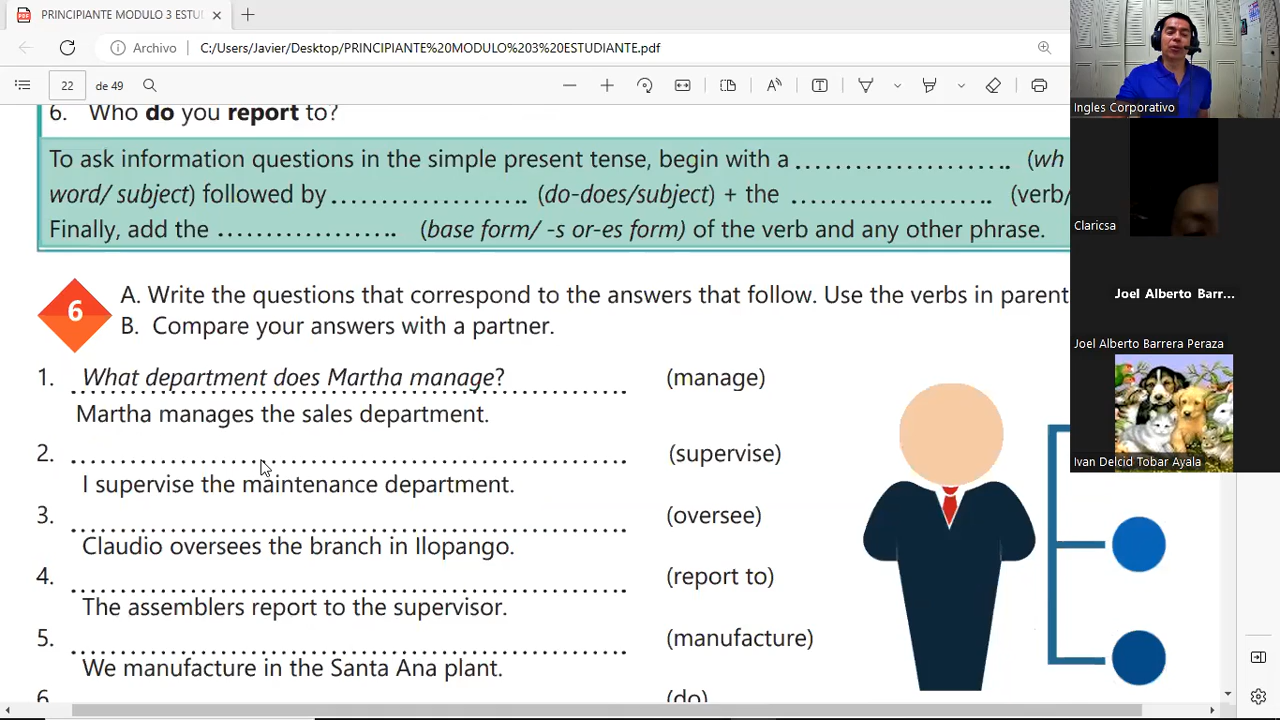 PRINCIPIANTE MODULO 3 ESTU
Archivo
C:/Users/Javier/Desktop/PRINCIPIANTE%20MODULO%203%20ESTUDIANTE.pdf
22
de 49
6. Who do you report to?
To ask information questions in the simple present tense, begin with a ........................ (wh
word/ subject) followed by ........................ (do-does/subject) + the ........................ (verb/
Finally, add the ...................... (base form/ -s or-es form) of the verb and any other phrase.
6
A. Write the questions that correspond to the answers that follow. Use the verbs in parent
B. Compare your answers with a partner.
1. What department does Martha manage? (manage)
Martha manages the sales department.
2. ........................................ (supervise)
I supervise the maintenance department.
3. ........................................ (oversee)
Claudio oversees the branch in Ilopango.
4. ........................................ (report to)
The assemblers report to the supervisor.
5. ........................................ (manufacture)
We manufacture in the Santa Ana plant.
6 (do)
Ingles Corporativo
Claricsa
Joel Alberto Barr...
Joel Alberto Barrera Peraza
Ivan Delcid Tobar Ayala